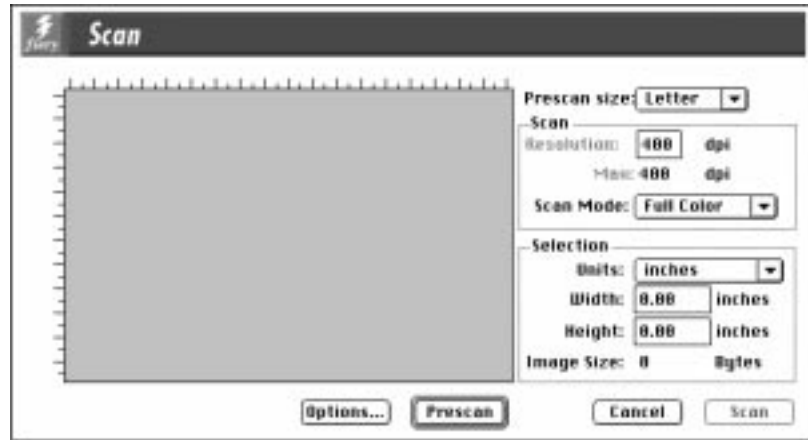 fiery
Scan
Prescan size: Letter
Scan
Resolution: 400 dpi
Max: 400 dpi
Scan Mode: Full Color
Selection
Units: inches
Width: 0.00 inches
Height: 0.00 inches
Image Size: 0 Bytes
Options... Prescan Cancel Scan